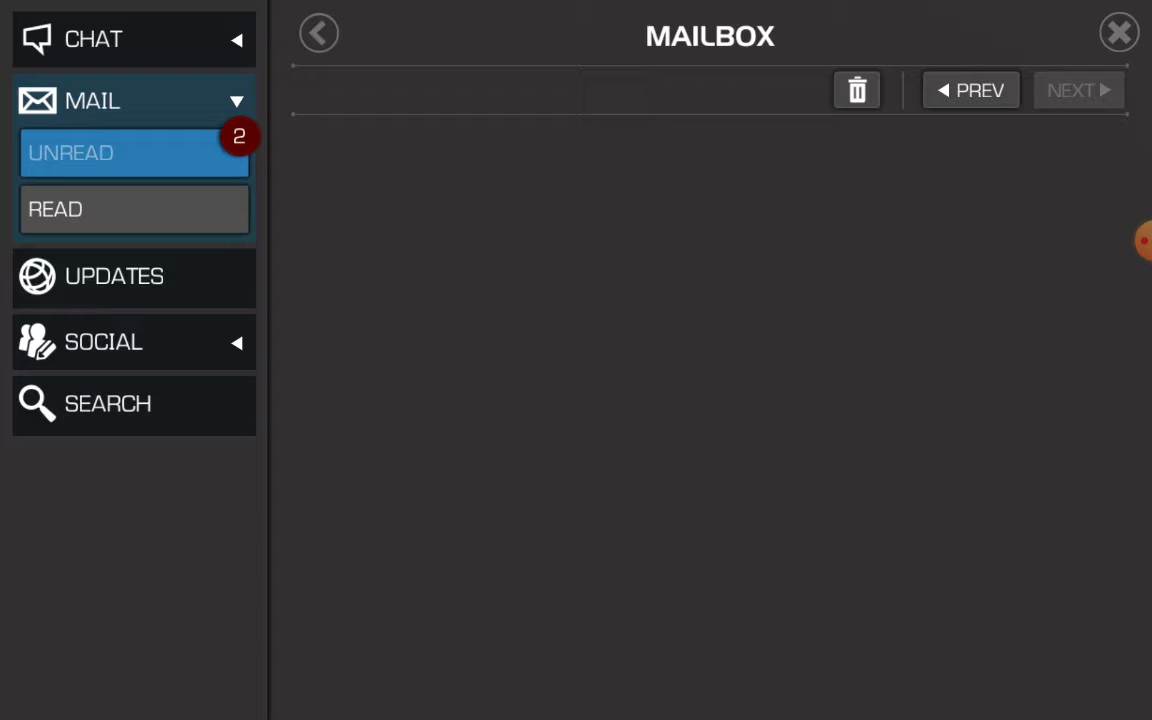 CHAT
MAIL
2
UNREAD
READ
UPDATES
SOCIAL
SEARCH
MAILBOX
PREV
NEXT